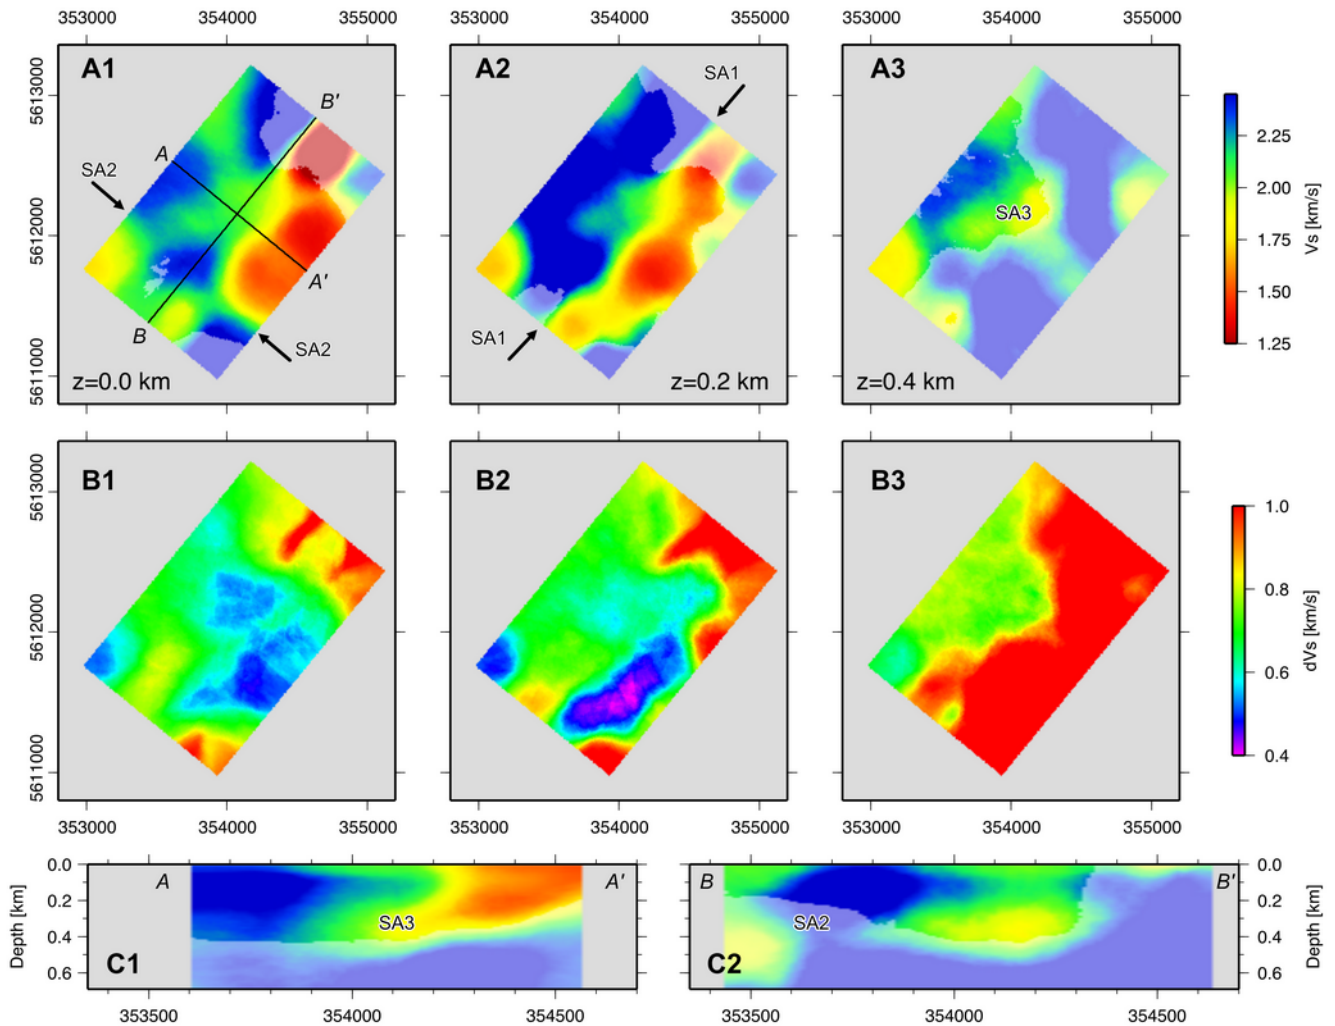 353000 354000 355000 353000 354000 355000 353000 354000 355000
A1 A2 A3
SA1
B'
A
SA2
SA3
A'
B
SA1
SA2
z=0.0 km z=0.2 km z=0.4 km
5613000
5612000
5611000
2.25
2.00
1.75
1.50
1.25
Vs [km/s]
B1 B2 B3
5613000
5612000
5611000
1.0
0.8
0.6
0.4
dVs [km/s]
353000 354000 355000 353000 354000 355000 353000 354000 355000
0.0
0.2
0.4
0.6
Depth [km]
A A'
SA3
C1
353500 354000 354500
B B'
SA2
C2
0.0
0.2
0.4
0.6
Depth [km]
353500 354000 354500